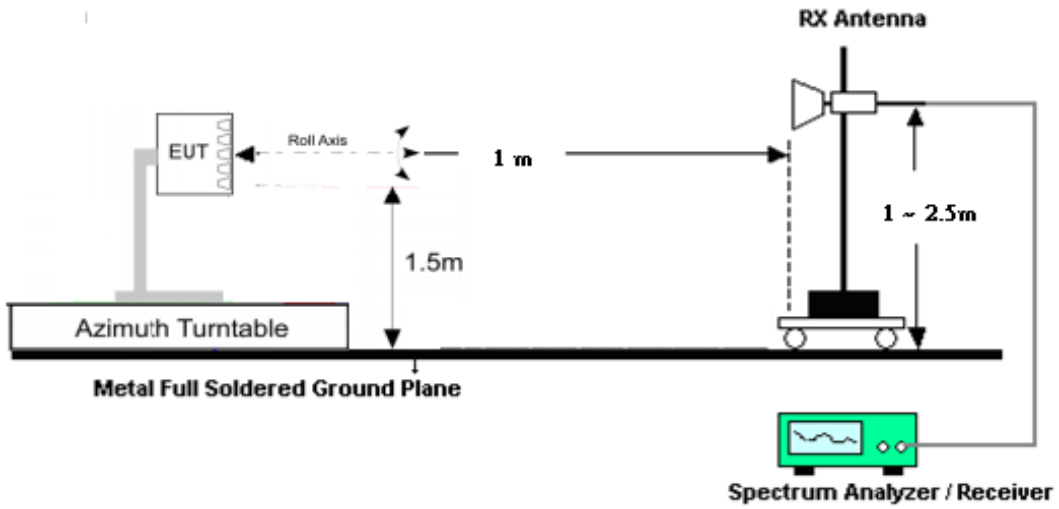 RX Antenna
EUT
Roll Axis
1 m
1 ~ 2.5m
1.5m
Azimuth Turntable
Metal Full Soldered Ground Plane
Spectrum Analyzer / Receiver